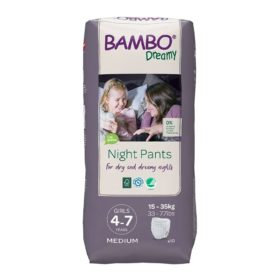 BAMBO®
Dreamy
0%
Night Pants
for dry and dreamy nights
GIRLS
4-7
YEARS
15 - 35kg
33 - 77lbs
MEDIUM
x10